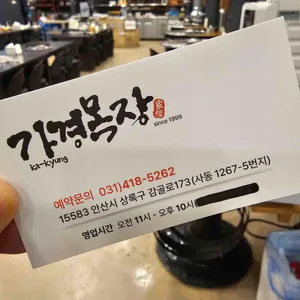 가경목장
ka-kyung
since 1999
예약문의 031)418-5262
15583 안산시 상록구 감골로173(사동 1267-5번지)
영업시간 오전 11시 - 오후 10시